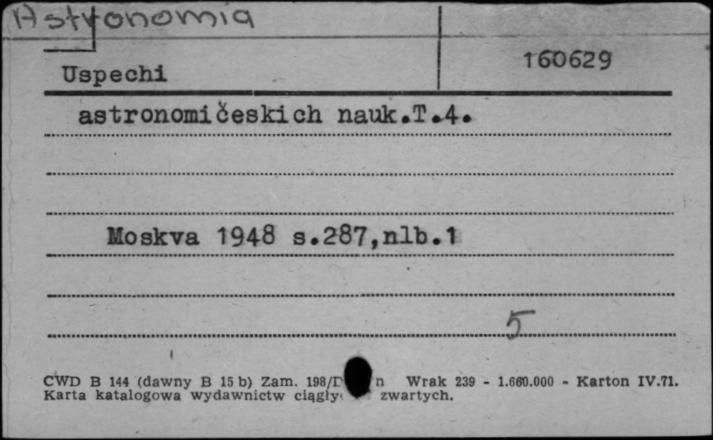 Astronomia
Uspechi
160629
astronomičeskich nauk.T.4.
Moskva 1948 s.287,nlb.1
5
CWD B 144 (dawny B 15 b) Zam. 198/D n Wrak 239 - 1.660.000 - Karton IV.71.
Karta katalogowa wydawnictw zwartych.